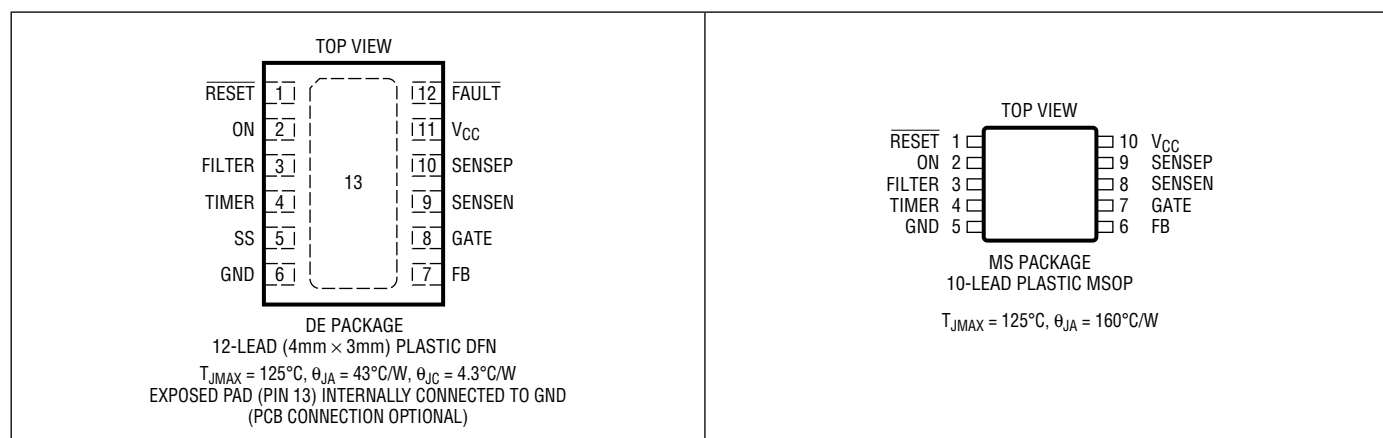 TOP VIEW
RESET 1 12 FAULT
ON 2 11 VCC
FILTER 3 10 SENSEP
13
TIMER 4 9 SENSEN
SS 5 8 GATE
GND 6 7 FB
DE PACKAGE
12-LEAD (4mm × 3mm) PLASTIC DFN
TJMAX = 125°C, θJA = 43°C/W, θJC = 4.3°C/W
EXPOSED PAD (PIN 13) INTERNALLY CONNECTED TO GND
(PCB CONNECTION OPTIONAL)
TOP VIEW
RESET 1 10 VCC
ON 2 9 SENSEP
FILTER 3 8 SENSEN
TIMER 4 7 GATE
GND 5 6 FB
MS PACKAGE
10-LEAD PLASTIC MSOP
TJMAX = 125°C, θJA = 160°C/W